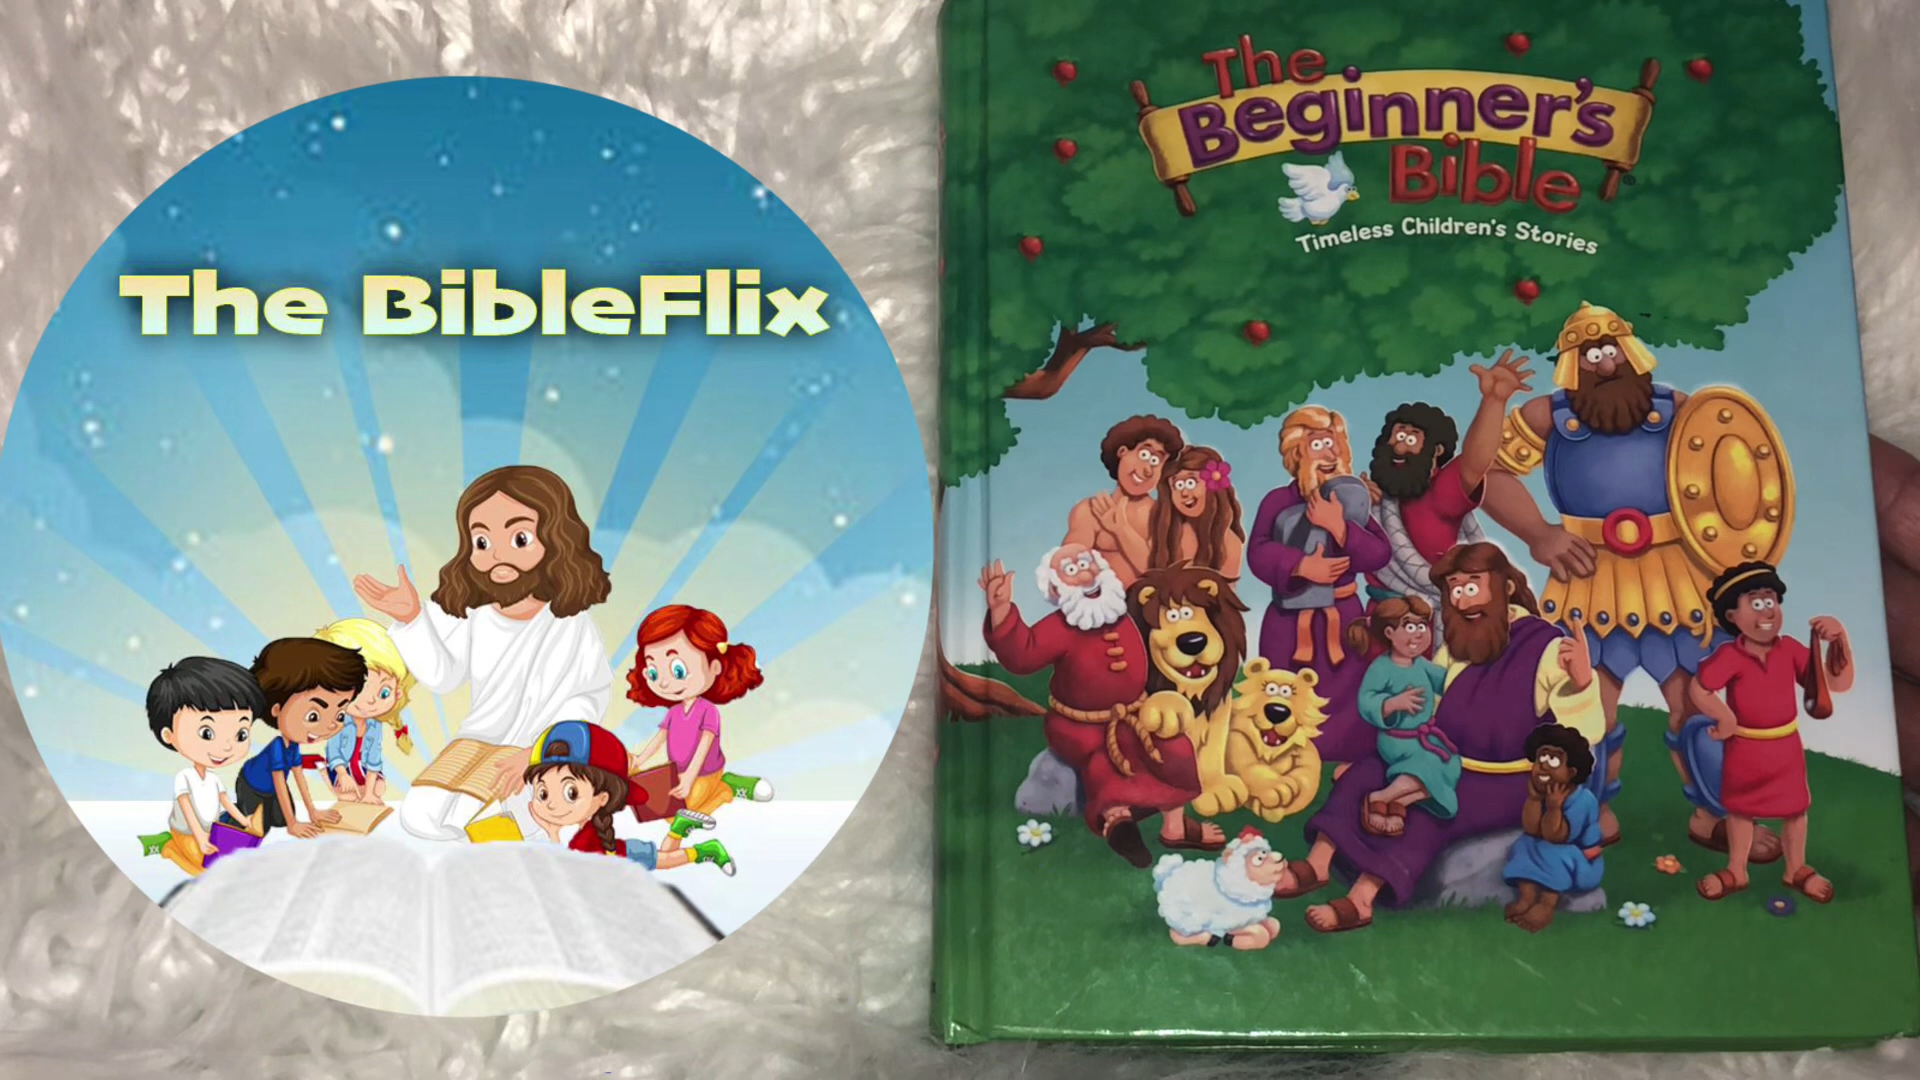 The BibleFlix
The
Beginner's
Bible
Timeless Children's Stories